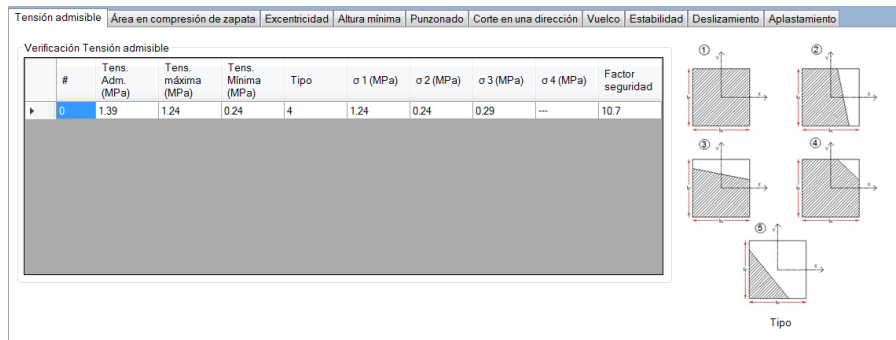 Tensión admisible Área en compresión de zapata Excentricidad Altura mínima Punzonado Corte en una dirección Vuelco Estabilidad Deslizamiento Aplastamiento
Verificación Tensión admisible
# Tens. Adm. (MPa) Tens. máxima (MPa) Tens. Mínima (MPa) Tipo σ 1 (MPa) σ 2 (MPa) σ 3 (MPa) σ 4 (MPa) Factor seguridad
0 1.39 1.24 0.24 4 1.24 0.24 0.29 --- 10.7
① ②
Y Y
X X
③ ④
Y Y
X X
⑤
Y
X
Tipo